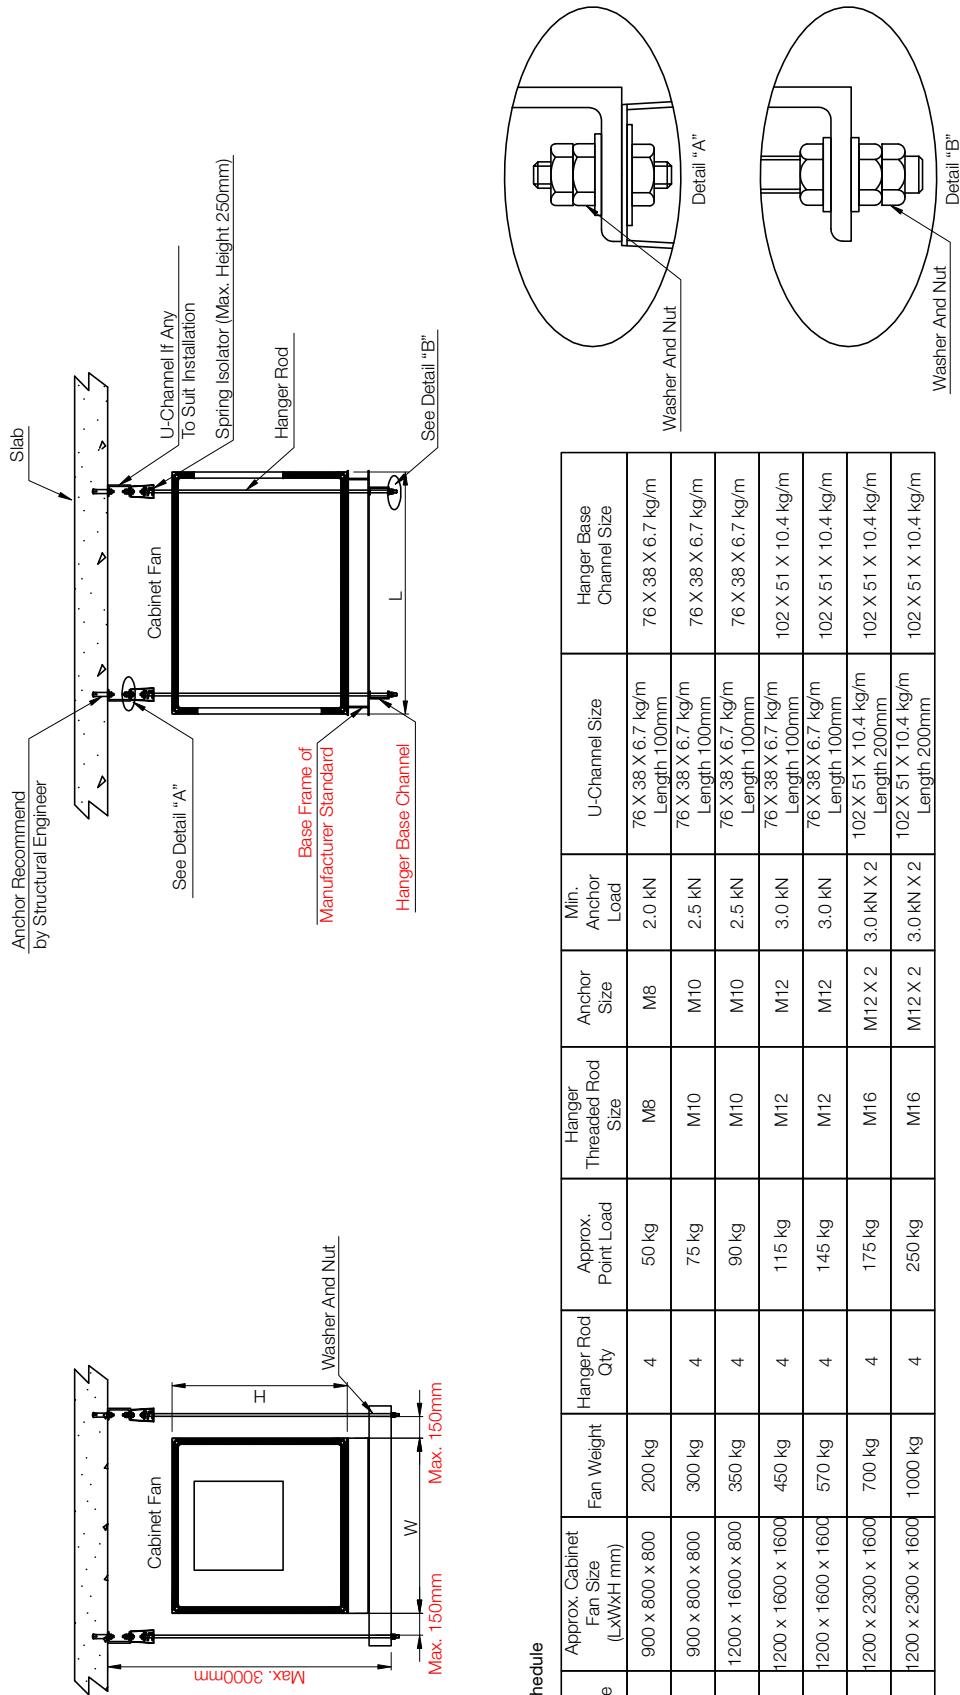 Slab
Anchor Recommend
by Structural Engineer
U-Channel If Any
To Suit Installation
Spring Isolator (Max. Height 250mm)
Hanger Rod
See Detail “B”
Cabinet Fan
L
See Detail “A”
Base Frame of
Manufacturer Standard
Hanger Base Channel
Cabinet Fan
H
W
Washer And Nut
Max. 150mm
Max. 150mm
Max. 3000mm
Washer And Nut
Detail “A”
Washer And Nut
Detail “B”
hedule
e
Approx. Cabinet
Fan Size
(LxWxH mm)
Fan Weight
Hanger Rod
Qty
Approx.
Point Load
Hanger
Threaded Rod
Size
Anchor
Size
Min.
Anchor
Load
U-Channel Size
Hanger Base
Channel Size
900 x 800 x 800 200 kg 4 50 kg M8 M8 2.0 kN 76 X 38 X 6.7 kg/m 76 X 38 X 6.7 kg/m
Length 100mm
900 x 800 x 800 300 kg 4 75 kg M10 M10 2.5 kN 76 X 38 X 6.7 kg/m 76 X 38 X 6.7 kg/m
Length 100mm
1200 x 1600 x 800 350 kg 4 90 kg M10 M10 2.5 kN 76 X 38 X 6.7 kg/m 76 X 38 X 6.7 kg/m
Length 100mm
1200 x 1600 x 1600 450 kg 4 115 kg M12 M12 3.0 kN 76 X 38 X 6.7 kg/m 102 X 51 X 10.4 kg/m
Length 100mm
1200 x 1600 x 1600 570 kg 4 145 kg M12 M12 3.0 kN 76 X 38 X 6.7 kg/m 102 X 51 X 10.4 kg/m
Length 100mm
1200 x 2300 x 1600 700 kg 4 175 kg M16 M12 X 2 3.0 kN X 2 102 X 51 X 10.4 kg/m 102 X 51 X 10.4 kg/m
Length 200mm
1200 x 2300 x 1600 1000 kg 4 250 kg M16 M12 X 2 3.0 kN X 2 102 X 51 X 10.4 kg/m 102 X 51 X 10.4 kg/m
Length 200mm